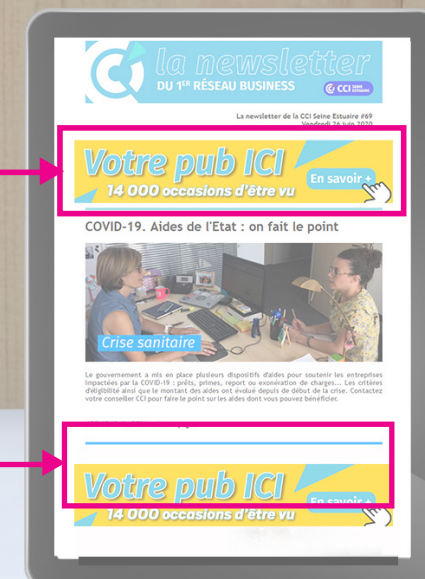 la newsletter
DU 1ER RÉSEAU BUSINESS
CCI SEINE ESTUAIRE
La newsletter de la CCI Seine Estuaire #69
Vendredi 26 Juin 2020
Votre pub ICI
14 000 occasions d'être vu
En savoir +
COVID-19. Aides de l'Etat : on fait le point
Crise sanitaire
Le gouvernement a mis en place plusieurs dispositifs d'aides pour soutenir les entreprises
impactées par la COVID-19 : prêts, primes, report ou exonération de charges... Les critères
d'éligibilité ainsi que le montant des aides ont évolué depuis de début de la crise. Contactez
votre conseiller CCI pour faire le point sur les aides dont vous pouvez bénéficier.
Votre pub ICI
14 000 occasions d'être vu
En savoir +